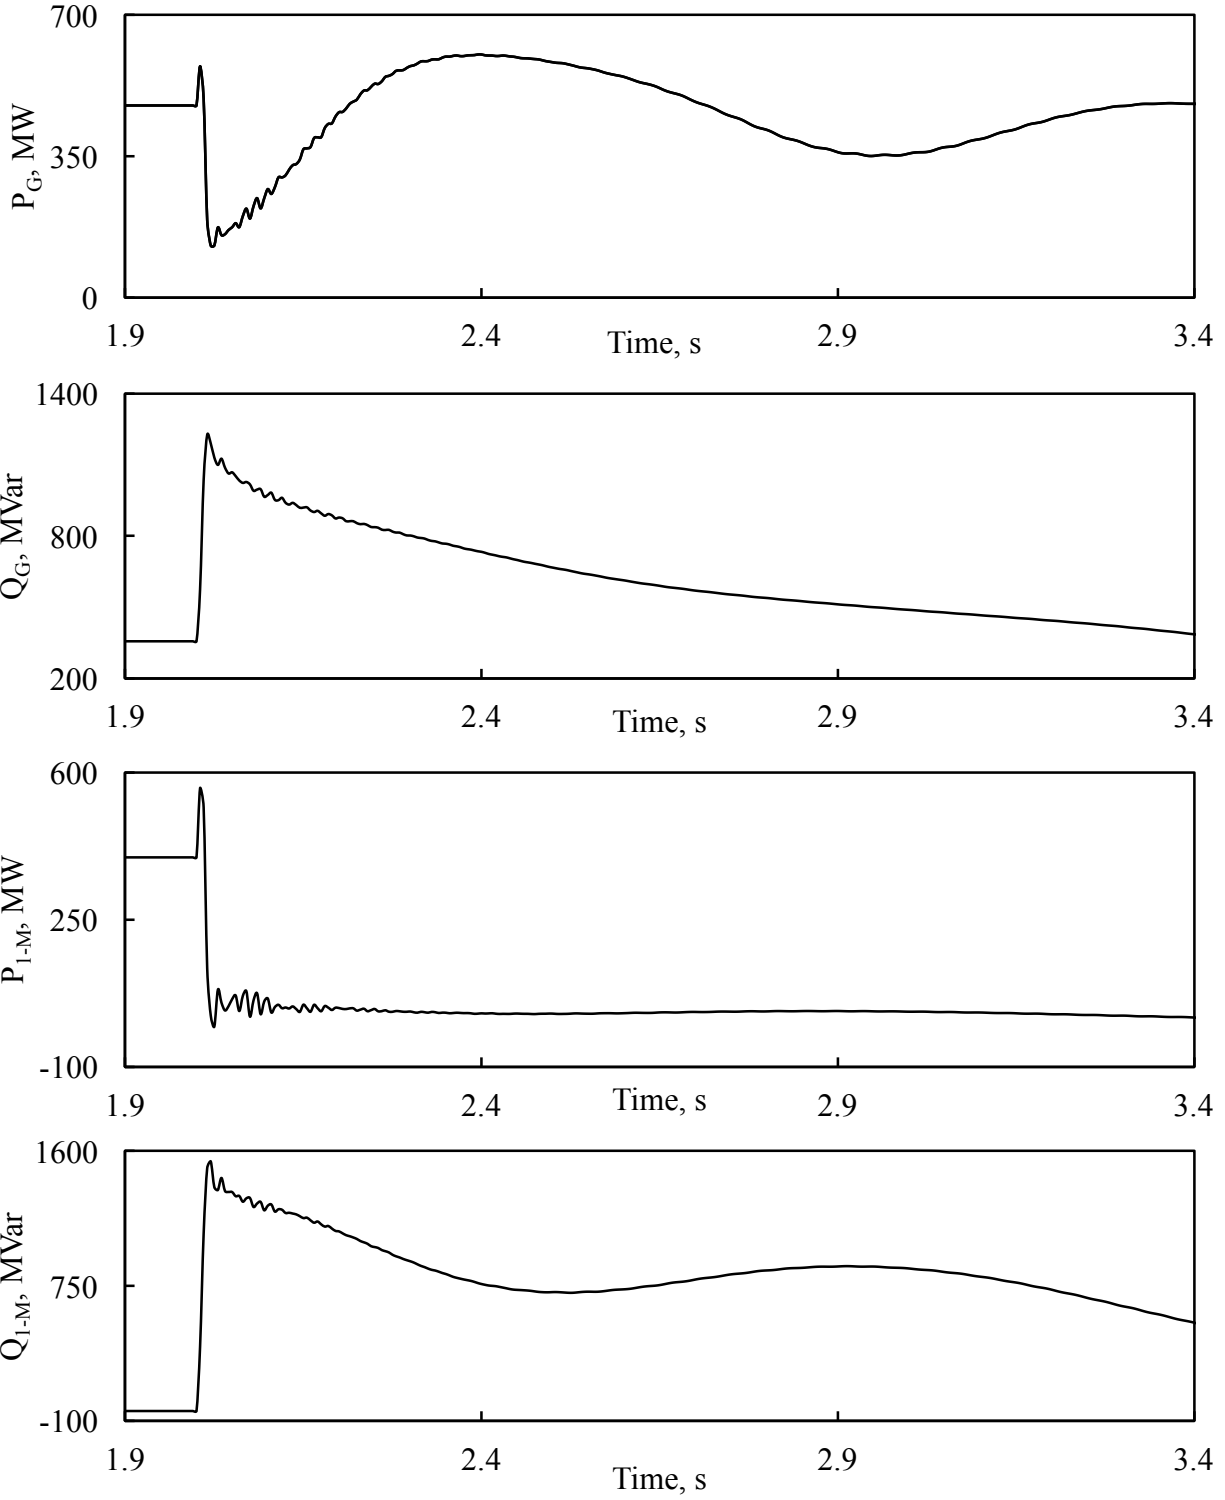 700
350
0
P_G, MW
1.9 2.4 2.9 3.4
Time, s
1400
800
200
Q_G, MVar
1.9 2.4 2.9 3.4
Time, s
600
250
-100
P_1-M, MW
1.9 2.4 2.9 3.4
Time, s
1600
750
-100
Q_1-M, MVar
1.9 2.4 2.9 3.4
Time, s